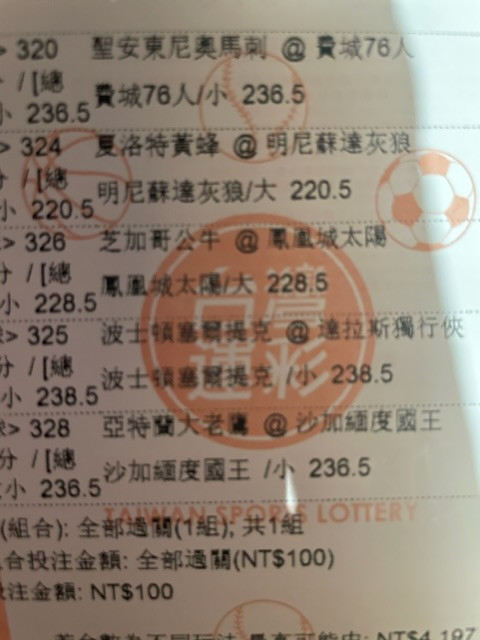 > 320 聖安東尼奧馬刺 @ 費城76人
/ [總 費城76人/小 236.5
小 236.5
> 324 夏洛特黃蜂 @ 明尼蘇達灰狼
分 / [總 明尼蘇達灰狼/大 220.5
小 220.5
> 326 芝加哥公牛 @ 鳳凰城太陽
分 / [總 鳳凰城太陽/大 228.5
小 228.5
> 325 波士頓塞爾提克 @ 達拉斯獨行俠
分 / [總 波士頓塞爾提克 /小 238.5
小 238.5
> 328 亞特蘭大老鷹 @ 沙加緬度國王
分 / [總 沙加緬度國王 /小 236.5
小 236.5
台灣運彩
TAIWAN SPORTS LOTTERY
(組合): 全部過關(1組); 共1組
合投注金額: 全部過關(NT$100)
注金額: NT$100